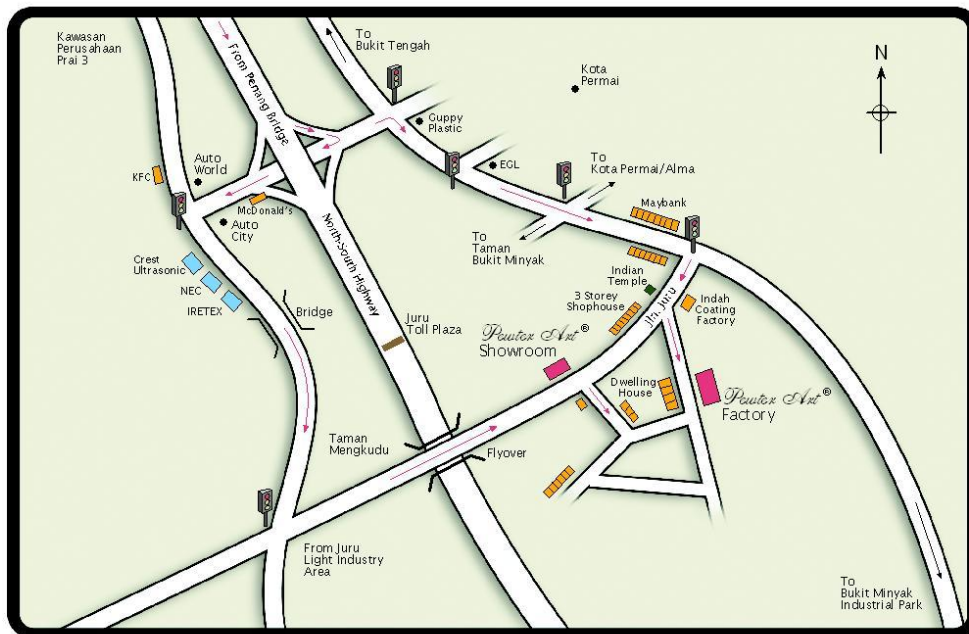 Kawasan
Perusahaan
Prai 3
From Penang Bridge
To
Bukit Tengah
Kota
Permai
N
Guppy
Plastic
EGL
To
Kota Permai/Alma
KFC
Auto
World
McDonald's
Auto
City
Maybank
To
Taman
Bukit Minyak
North-South Highway
Crest
Ultrasonic
NEC
IRETEX
Bridge
Juru
Toll Plaza
Indian
Temple
3 Storey
Shophouse
Jln. Juru
Indah
Coating
Factory
Pewter Art®
Showroom
Dwelling
House
Pewter Art®
Factory
Taman
Mengkudu
Flyover
From Juru
Light Industry
Area
To
Bukit Minyak
Industrial Park